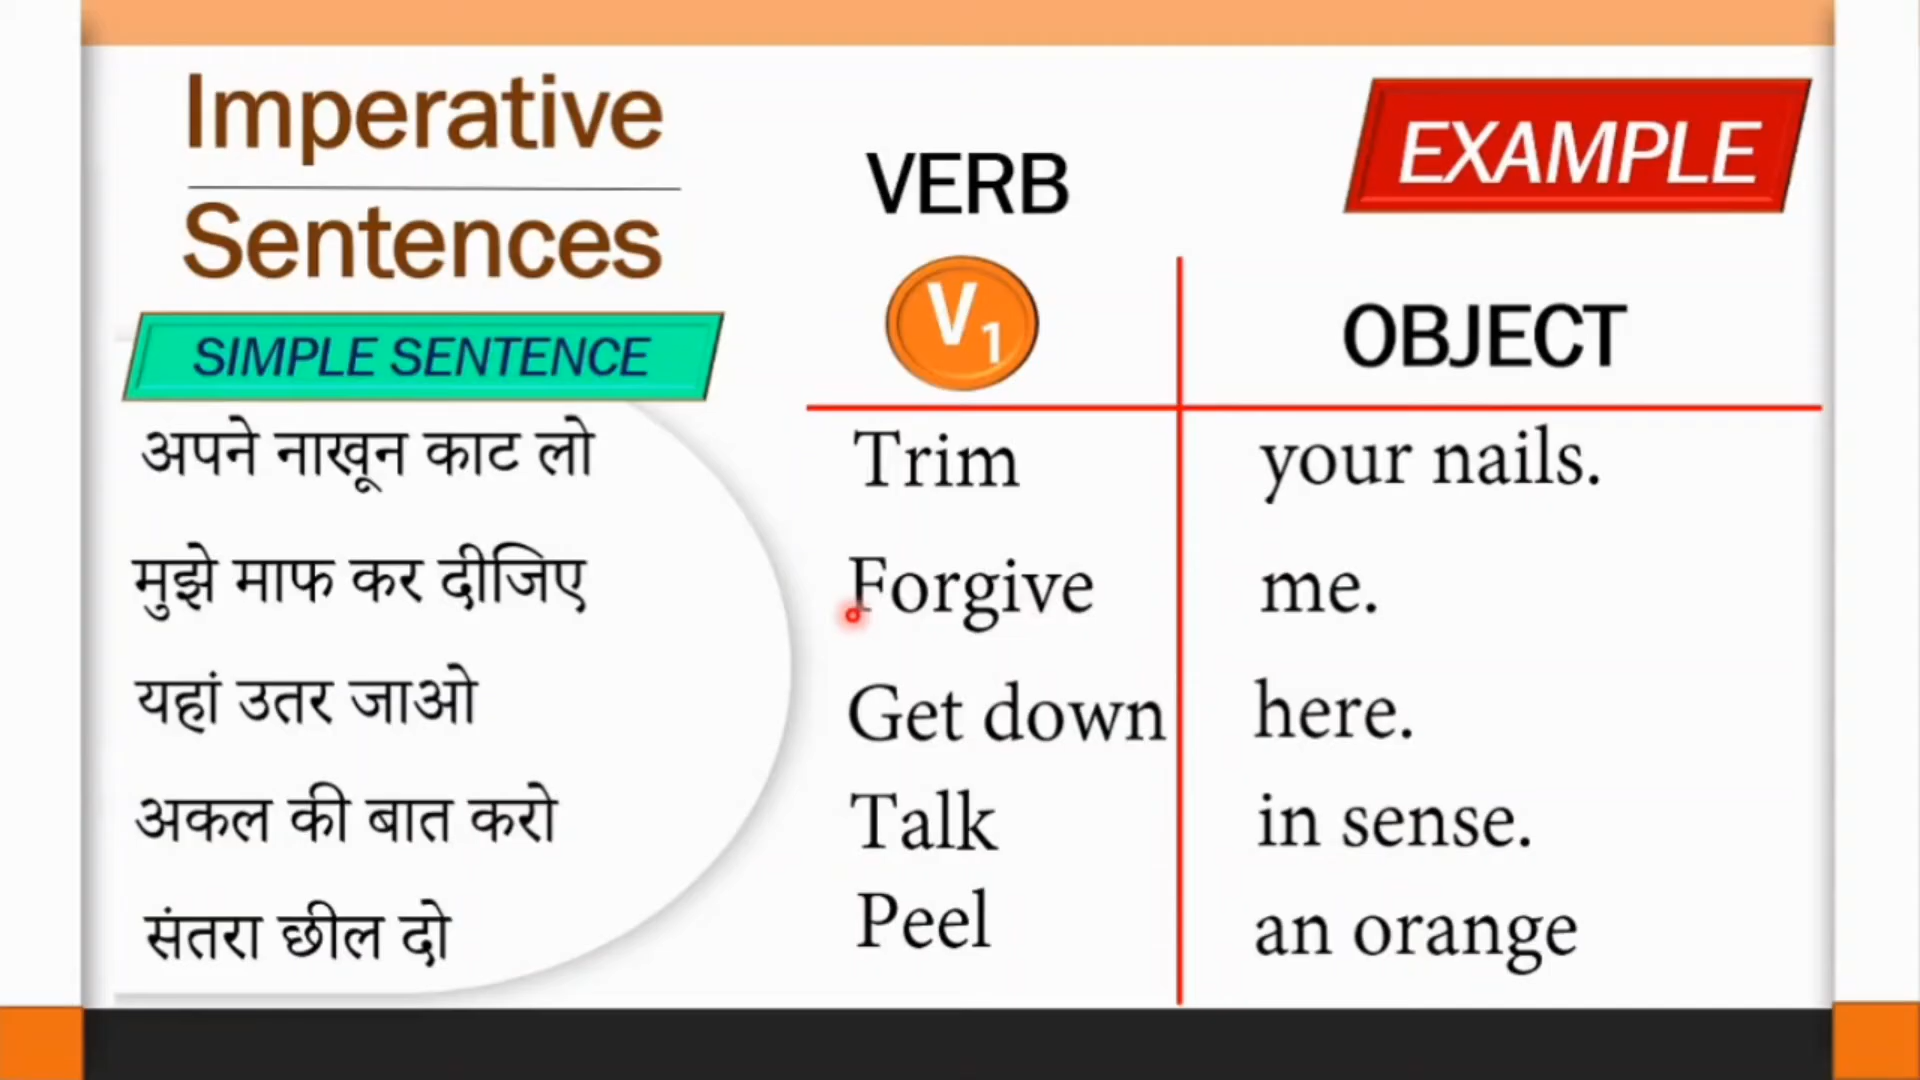 Imperative
Sentences
SIMPLE SENTENCE
VERB
V1
EXAMPLE
OBJECT
अपने नाखून काट लो Trim your nails.
मुझे माफ कर दीजिए Forgive me.
यहां उतर जाओ Get down here.
अकल की बात करो Talk in sense.
संतरा छील दो Peel an orange